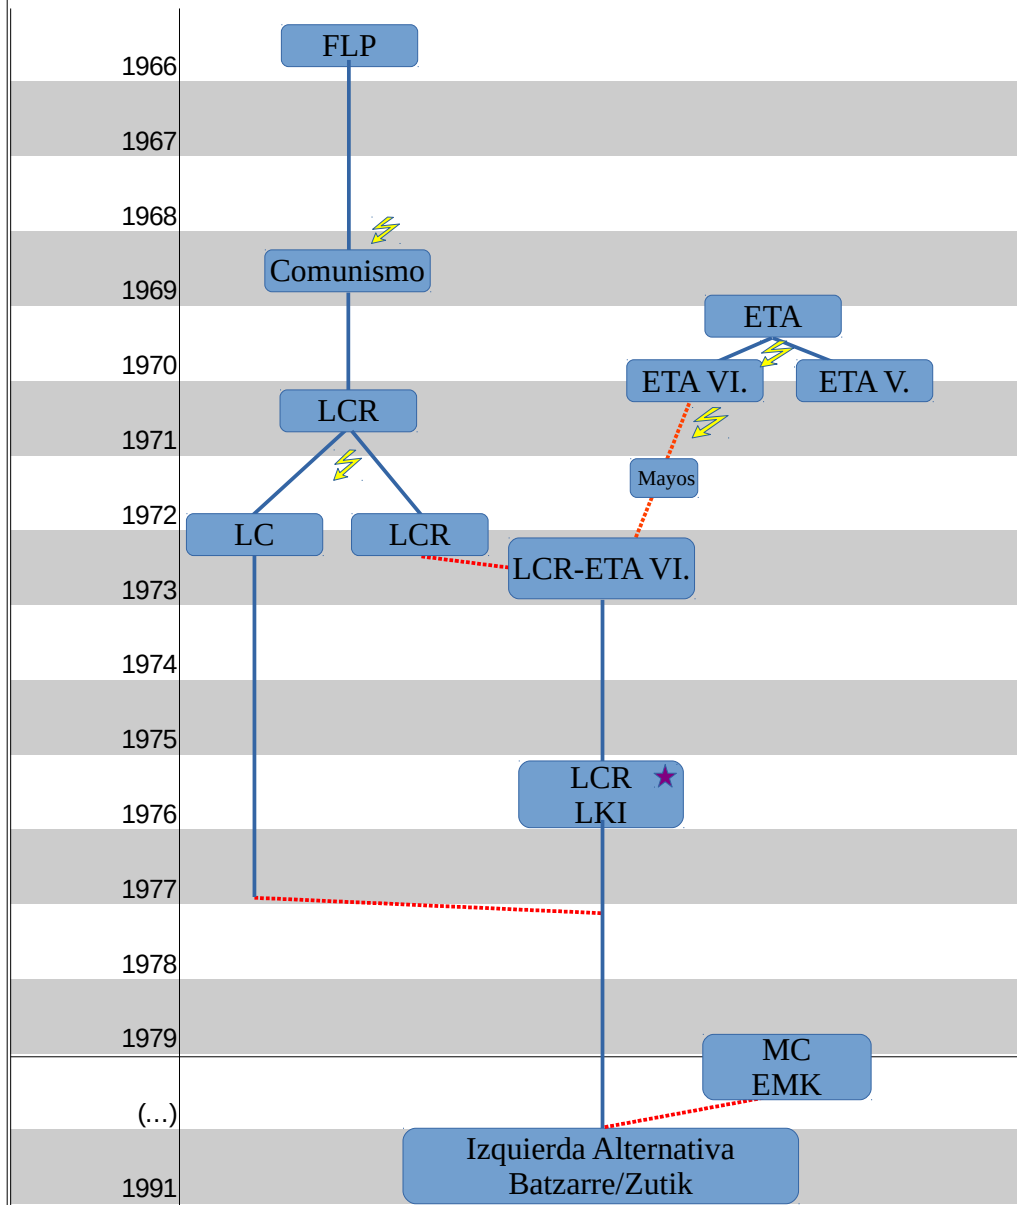 FLP
1966
1967
1968
Comunismo
1969
ETA
1970
ETA VI.
ETA V.
LCR
1971
Mayos
1972
LC
LCR
LCR-ETA VI.
1973
1974
1975
LCR
LKI
1976
1977
1978
1979
MC
EMK
(...)
Izquierda Alternativa
Batzarre/Zutik
1991